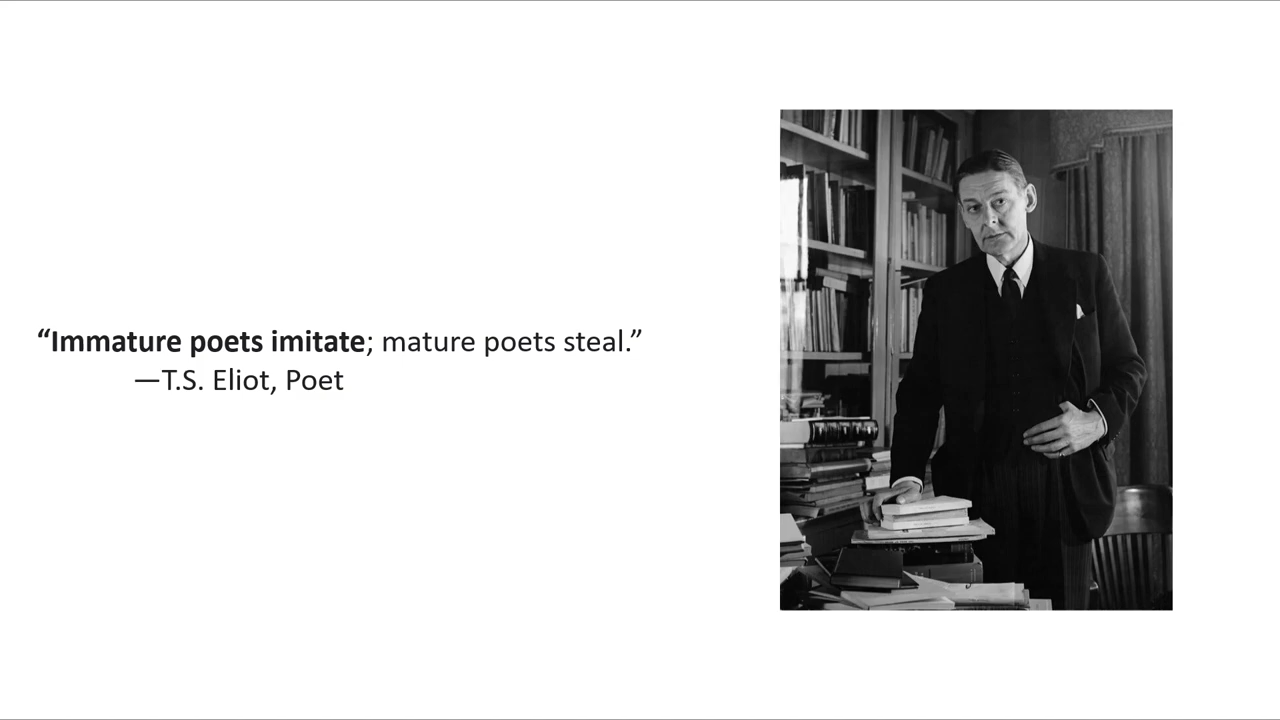 “Immature poets imitate; mature poets steal.”
—T.S. Eliot, Poet